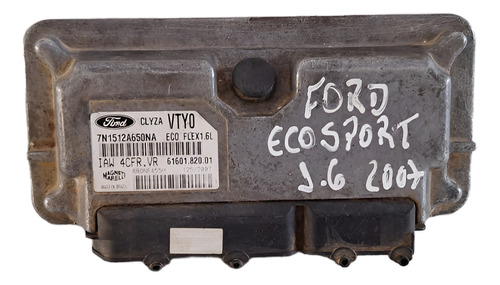 Ford CLYZA VTYO
7N1512A650NA ECO FLEX1.6L
IAW 4CFR.VR 61601.820.01
MAGNETI MARELLI
FORD
ECOSPORT
1.6 2007